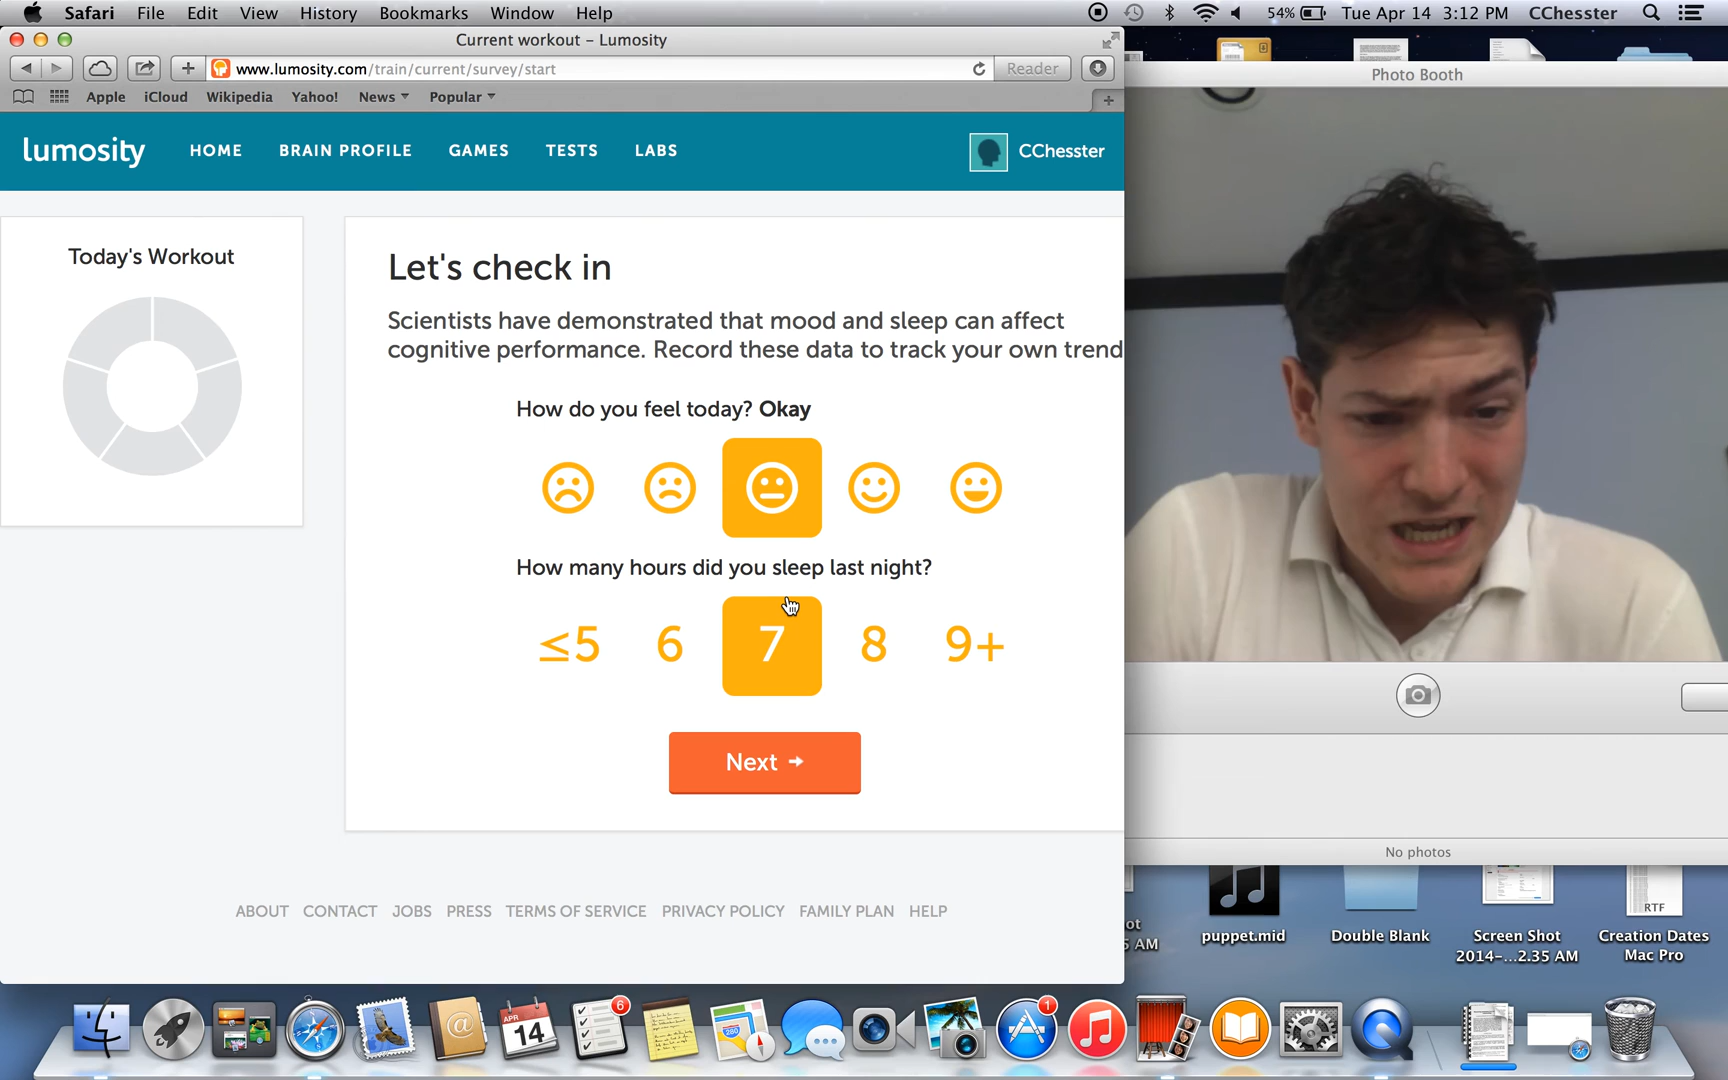 Safari File Edit View History Bookmarks Window Help 54% Tue Apr 14 3:12 PM CChesster
Current workout – Lumosity
www.lumosity.com/train/current/survey/start Reader
Apple iCloud Wikipedia Yahoo! News Popular
lumosity HOME BRAIN PROFILE GAMES TESTS LABS CChesster
Today's Workout
Let's check in
Scientists have demonstrated that mood and sleep can affect
cognitive performance. Record these data to track your own trend
How do you feel today? Okay
How many hours did you sleep last night?
≤5 6 7 8 9+
Next
ABOUT CONTACT JOBS PRESS TERMS OF SERVICE PRIVACY POLICY FAMILY PLAN HELP
Photo Booth
No photos
RTF
ot
5 AM
puppet.mid
Double Blank
Screen Shot
2014-...2.35 AM
Creation Dates
Mac Pro
APR
14
6
280
1